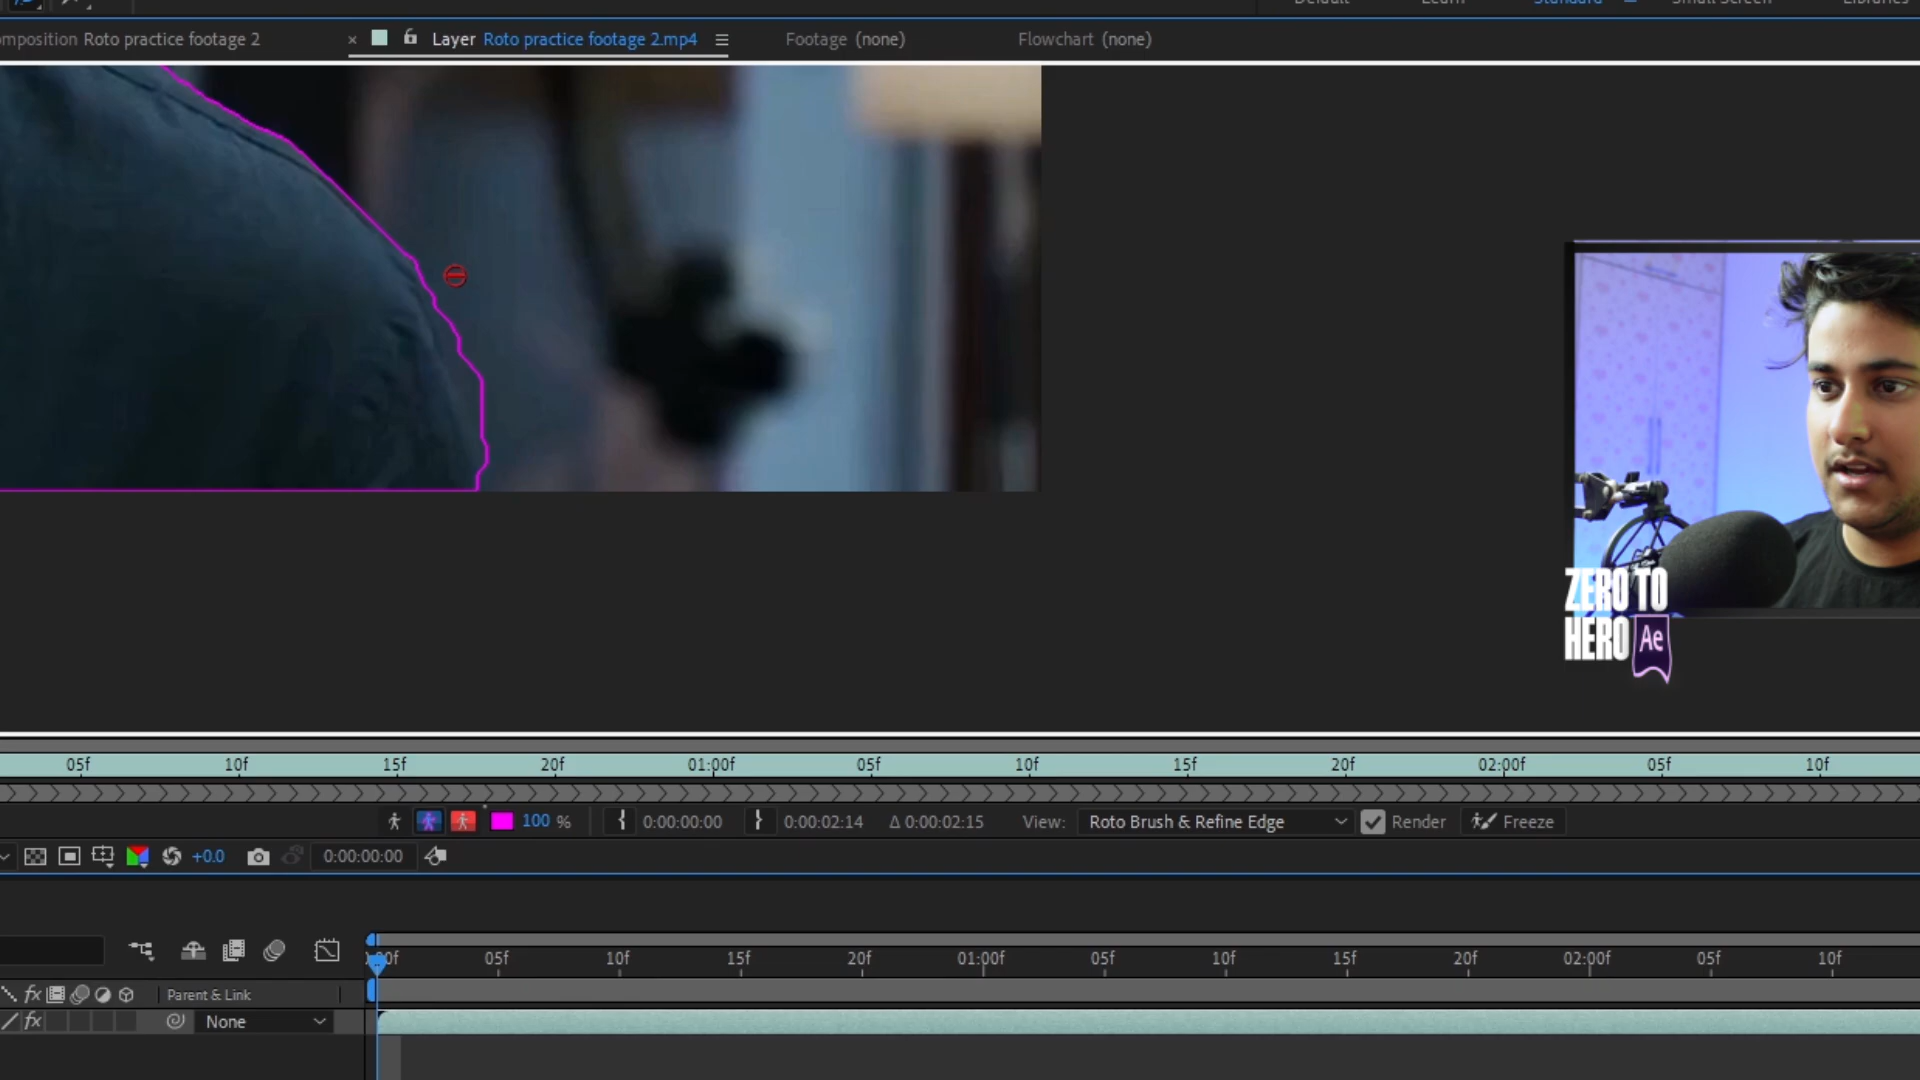 Default Learn Standard Small Screen Libraries
mposition Roto practice footage 2 × Layer Roto practice footage 2.mp4 Footage (none) Flowchart (none)
ZERO TO
HERO Ae
05f 10f 15f 20f 01:00f 05f 10f 15f 20f 02:00f 05f 10f
100 % 0:00:00:00 0:00:02:14 Δ 0:00:02:15 View: Roto Brush & Refine Edge Render Freeze
+0.0 0:00:00:00
:00f 05f 10f 15f 20f 01:00f 05f 10f 15f 20f 02:00f 05f 10f
fx Parent & Link
fx None